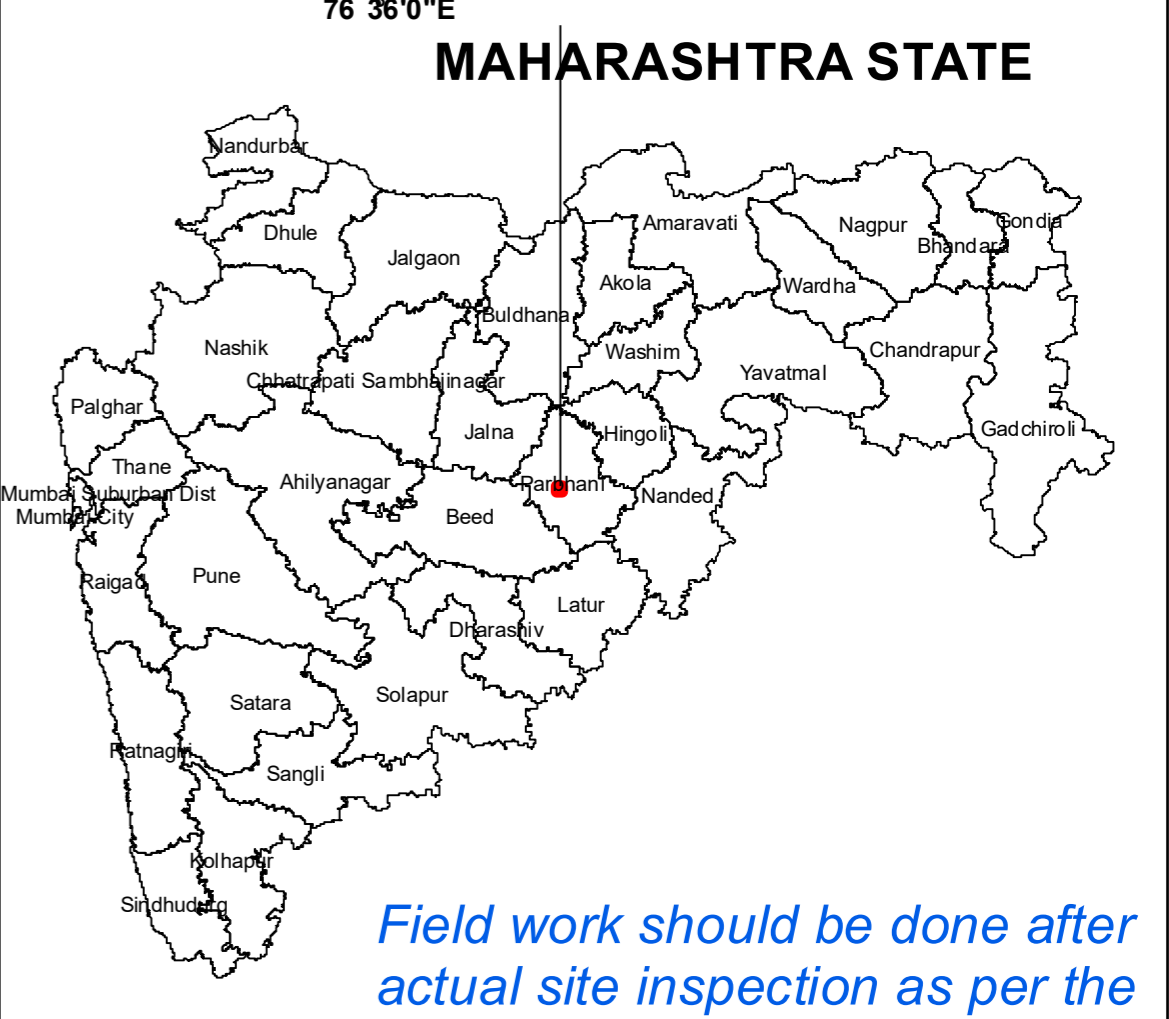 76°36'0"E
MAHARASHTRA STATE
Nandurbar
Dhule
Jalgaon
Amaravati
Nagpur
Bhandara
Gondia
Akola
Wardha
Buldhana
Nashik
Washim
Chandrapur
Chhatrapati Sambhajinagar
Yavatmal
Palghar
Jalna
Hingoli
Gadchiroli
Thane
Ahilyanagar
Parbhani
Mumbai Suburban Dist
Nanded
Mumbai City
Beed
Raigad
Pune
Latur
Dharashiv
Satara
Solapur
Ratnagiri
Sangli
Kolhapur
Sindhudurg
Field work should be done after
actual site inspection as per the